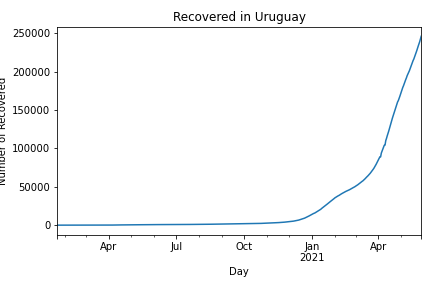 Recovered in Uruguay
Number of Recovered
250000
200000
150000
100000
50000
0
Apr
Jul
Oct
Jan
2021
Apr
Day